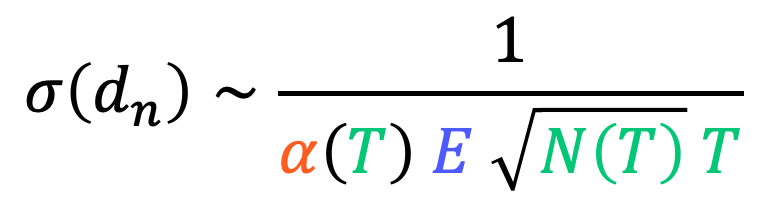 σ(dₙ) ~ 1 / (α(T) E √N(T) T)